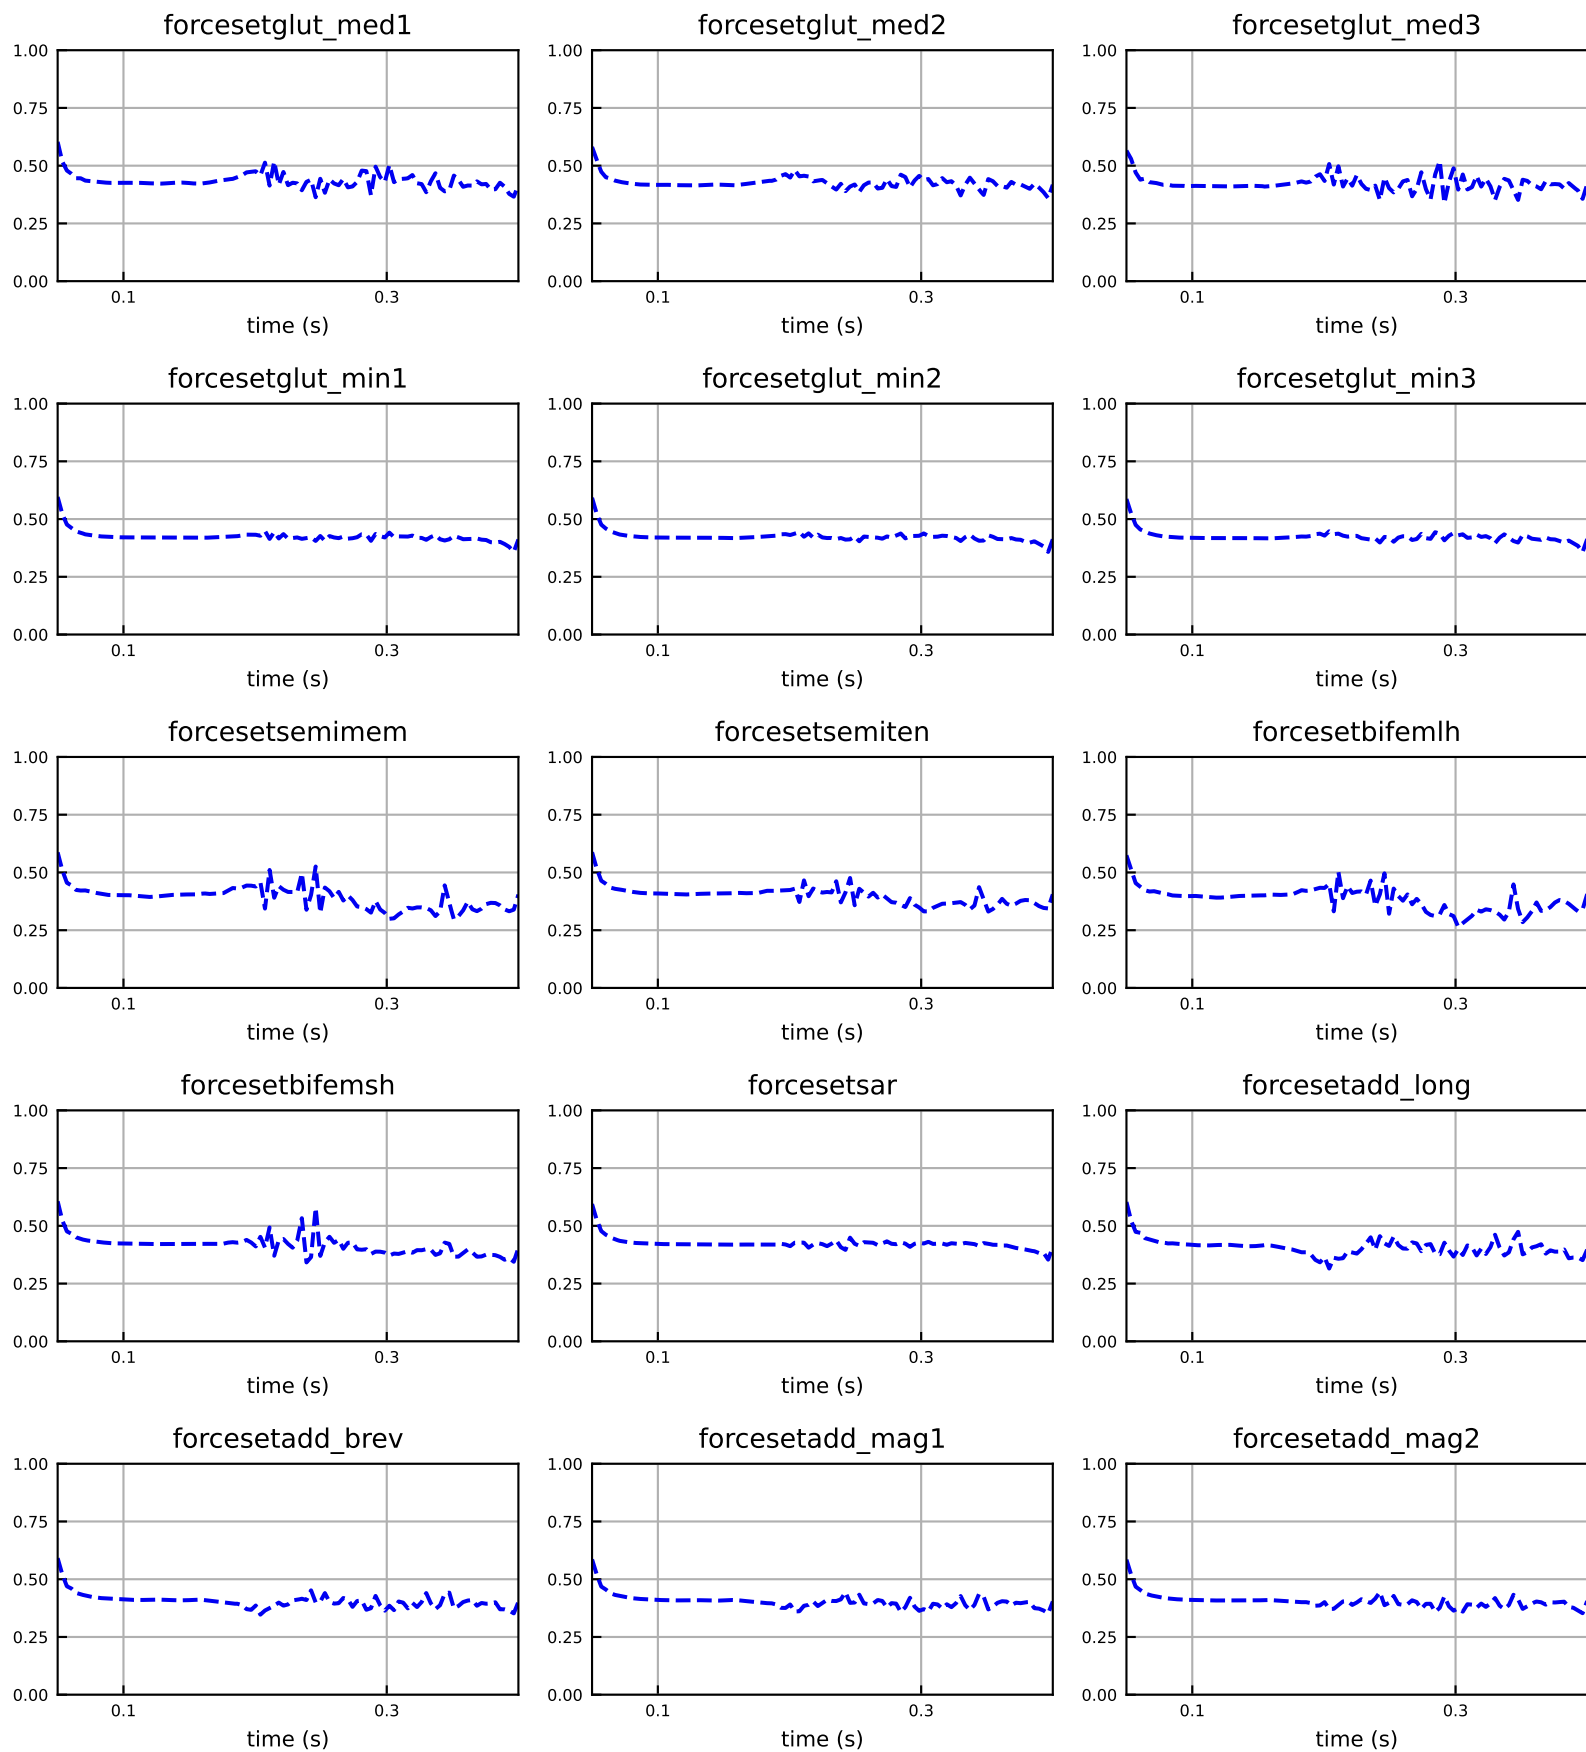 forcesetglut_med1 forcesetglut_med2 forcesetglut_med3
1.00 1.00 1.00
0.75 0.75 0.75
0.50 0.50 0.50
0.25 0.25 0.25
0.00 0.00 0.00
0.1 0.3 0.1 0.3 0.1 0.3
time (s) time (s) time (s)
forcesetglut_min1 forcesetglut_min2 forcesetglut_min3
1.00 1.00 1.00
0.75 0.75 0.75
0.50 0.50 0.50
0.25 0.25 0.25
0.00 0.00 0.00
0.1 0.3 0.1 0.3 0.1 0.3
time (s) time (s) time (s)
forcesetsemimem forcesetsemiten forcesetbifemlh
1.00 1.00 1.00
0.75 0.75 0.75
0.50 0.50 0.50
0.25 0.25 0.25
0.00 0.00 0.00
0.1 0.3 0.1 0.3 0.1 0.3
time (s) time (s) time (s)
forcesetbifemsh forcesetsar forcesetadd_long
1.00 1.00 1.00
0.75 0.75 0.75
0.50 0.50 0.50
0.25 0.25 0.25
0.00 0.00 0.00
0.1 0.3 0.1 0.3 0.1 0.3
time (s) time (s) time (s)
forcesetadd_brev forcesetadd_mag1 forcesetadd_mag2
1.00 1.00 1.00
0.75 0.75 0.75
0.50 0.50 0.50
0.25 0.25 0.25
0.00 0.00 0.00
0.1 0.3 0.1 0.3 0.1 0.3
time (s) time (s) time (s)